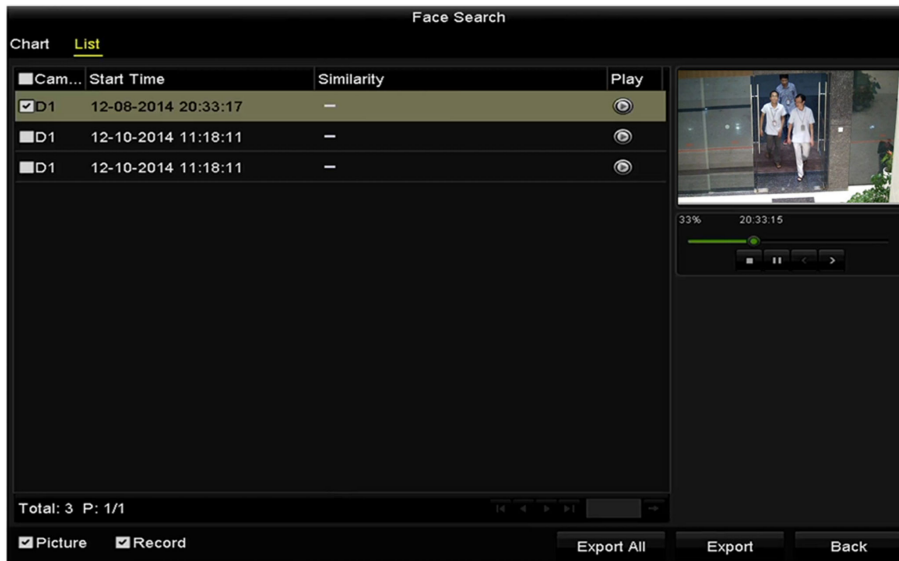 Face Search
Chart List
Cam... Start Time Similarity Play
D1 12-08-2014 20:33:17 —
D1 12-10-2014 11:18:11 —
D1 12-10-2014 11:18:11 —
33% 20:33:15
Total: 3 P: 1/1
Picture Record Export All Export Back